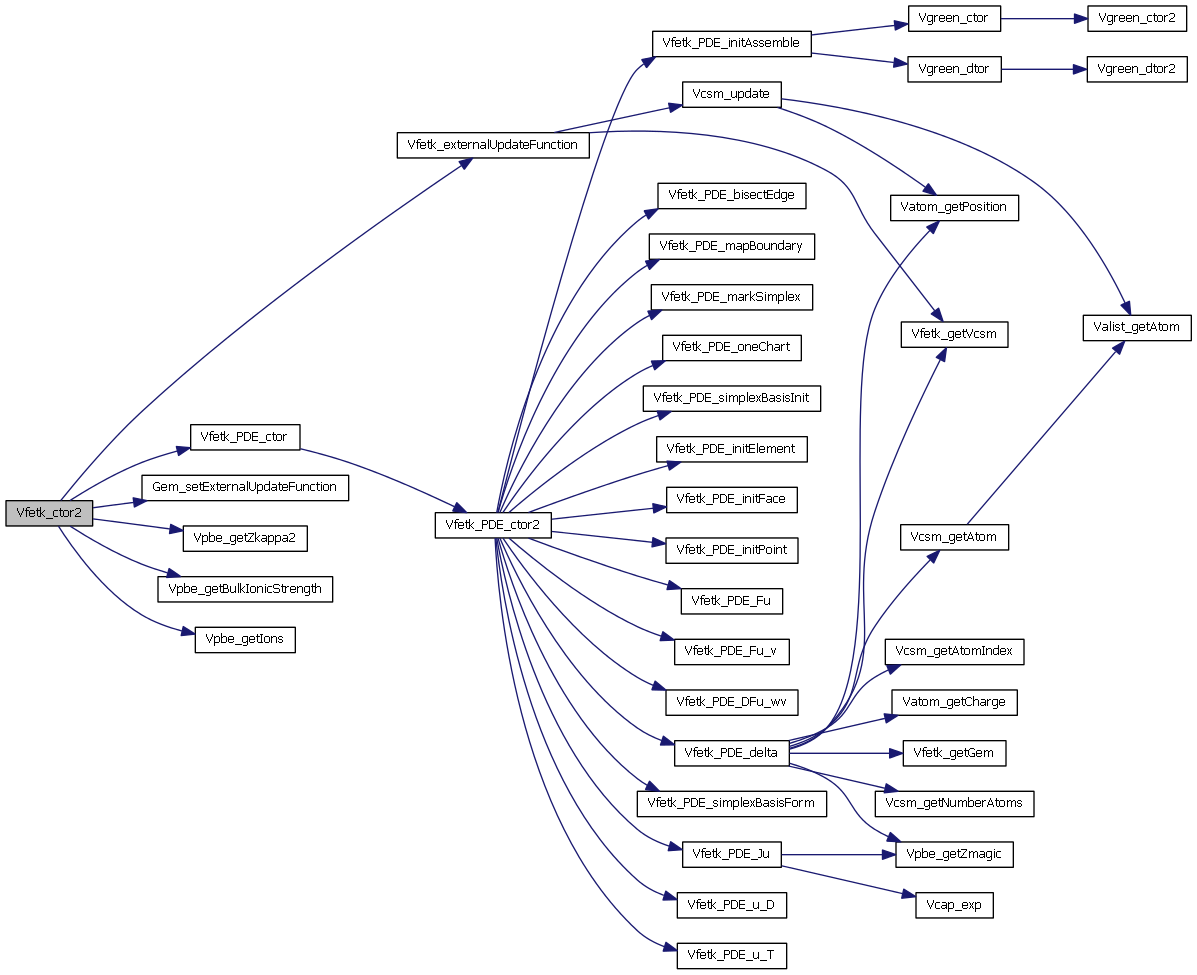 Vgreen_ctor
Vgreen_ctor2
Vfetk_PDE_initAssemble
Vgreen_dtor
Vgreen_dtor2
Vcsm_update
Vfetk_externalUpdateFunction
Vfetk_PDE_bisectEdge
Vatom_getPosition
Vfetk_PDE_mapBoundary
Vfetk_PDE_markSimplex
Valist_getAtom
Vfetk_getVcsm
Vfetk_PDE_oneChart
Vfetk_PDE_simplexBasisInit
Vfetk_PDE_ctor
Vfetk_PDE_initElement
Gem_setExternalUpdateFunction
Vfetk_PDE_initFace
Vfetk_ctor2
Vfetk_PDE_ctor2
Vpbe_getZkappa2
Vcsm_getAtom
Vfetk_PDE_initPoint
Vpbe_getBulkIonicStrength
Vfetk_PDE_Fu
Vpbe_getIons
Vfetk_PDE_Fu_v
Vcsm_getAtomIndex
Vfetk_PDE_DFu_wv
Vatom_getCharge
Vfetk_PDE_delta
Vfetk_getGem
Vfetk_PDE_simplexBasisForm
Vcsm_getNumberAtoms
Vfetk_PDE_Ju
Vpbe_getZmagic
Vfetk_PDE_u_D
Vcap_exp
Vfetk_PDE_u_T